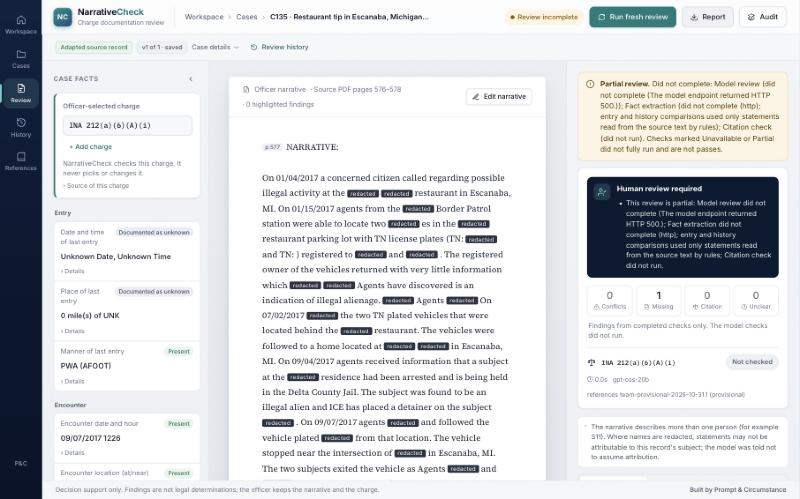 NC
NarrativeCheck
Charge documentation review
Workspace › Cases › C135 · Restaurant tip in Escanaba, Michigan...
Review incomplete
Run fresh review
Report
Audit
Workspace
Cases
Review
History
References
P&C
Adapted source record
v1 of 1 · saved
Case details
Review history
CASE FACTS
Officer-selected charge
INA 212(a)(6)(A)(i)
+ Add charge
NarrativeCheck checks this charge. It
never picks or changes it.
› Source of this charge
Entry
Date and time
of last entry
Documented as unknown
Unknown Date, Unknown Time
› Details
Place of last
entry
Documented as unknown
0 mile(s) of UNK
› Details
Manner of last entry
Present
PWA (AFOOT)
› Details
Encounter
Encounter date and hour
Present
09/07/2017 1226
› Details
Encounter location (at/near)
Present
Officer narrative · Source PDF pages 576–578
· 0 highlighted findings
Edit narrative
p.577 NARRATIVE:
On 01/04/2017 a concerned citizen called regarding possible
illegal activity at the redacted redacted restaurant in Escanaba,
MI. On 01/15/2017 agents from the redacted Border Patrol
station were able to locate two redacted es in the redacted
restaurant parking lot with TN license plates (TN: redacted
and TN: ) registered to redacted and redacted . The registered
owner of the vehicles returned with very little information
which redacted redacted Agents have discovered is an
indication of illegal alienage. redacted Agents redacted On
07/02/2017 redacted the two TN plated vehicles that were
located behind the redacted restaurant. The vehicles were
followed to a home located at redacted redacted in Escanaba,
MI. On 09/04/2017 agents received information that a subject
at the redacted residence had been arrested and is being held
in the Delta County Jail. The subject was found to be an
illegal alien and ICE has placed a detainer on the subject
redacted . On 09/07/2017 agents redacted and followed the
vehicle plated redacted from that location. The vehicle
stopped near the intersection of redacted in Escanaba, MI.
The two subjects exited the vehicle as Agents redacted and
Partial review. Did not complete: Model review (did
not complete (The model endpoint returned HTTP
500.)); Fact extraction (did not complete (http);
entry and history comparisons used only statements
read from the source text by rules); Citation check
(did not run). Checks marked Unavailable or Partial
did not fully run and are not passes.
Human review required
• This review is partial: Model review did not
complete (The model endpoint returned
HTTP 500.); Fact extraction did not
complete (http); entry and history
comparisons used only statements read
from the source text by rules; Citation check
did not run.
0 1 0 0
Conflicts Missing Citation Unclear
Findings from completed checks only. The model checks
did not run.
INA 212(a)(6)(A)(i)
Not checked
0.0s gpt-oss-20b
references team-provisional-2026-10-31.1 (provisional)
The narrative describes more than one person (for example
S11). Where names are redacted, statements may not be
attributable to this record's subject; the model was told not
to assume attribution.
Decision support only. Findings are not legal determinations; the officer keeps the narrative and the charge.
Built by Prompt & Circumstance